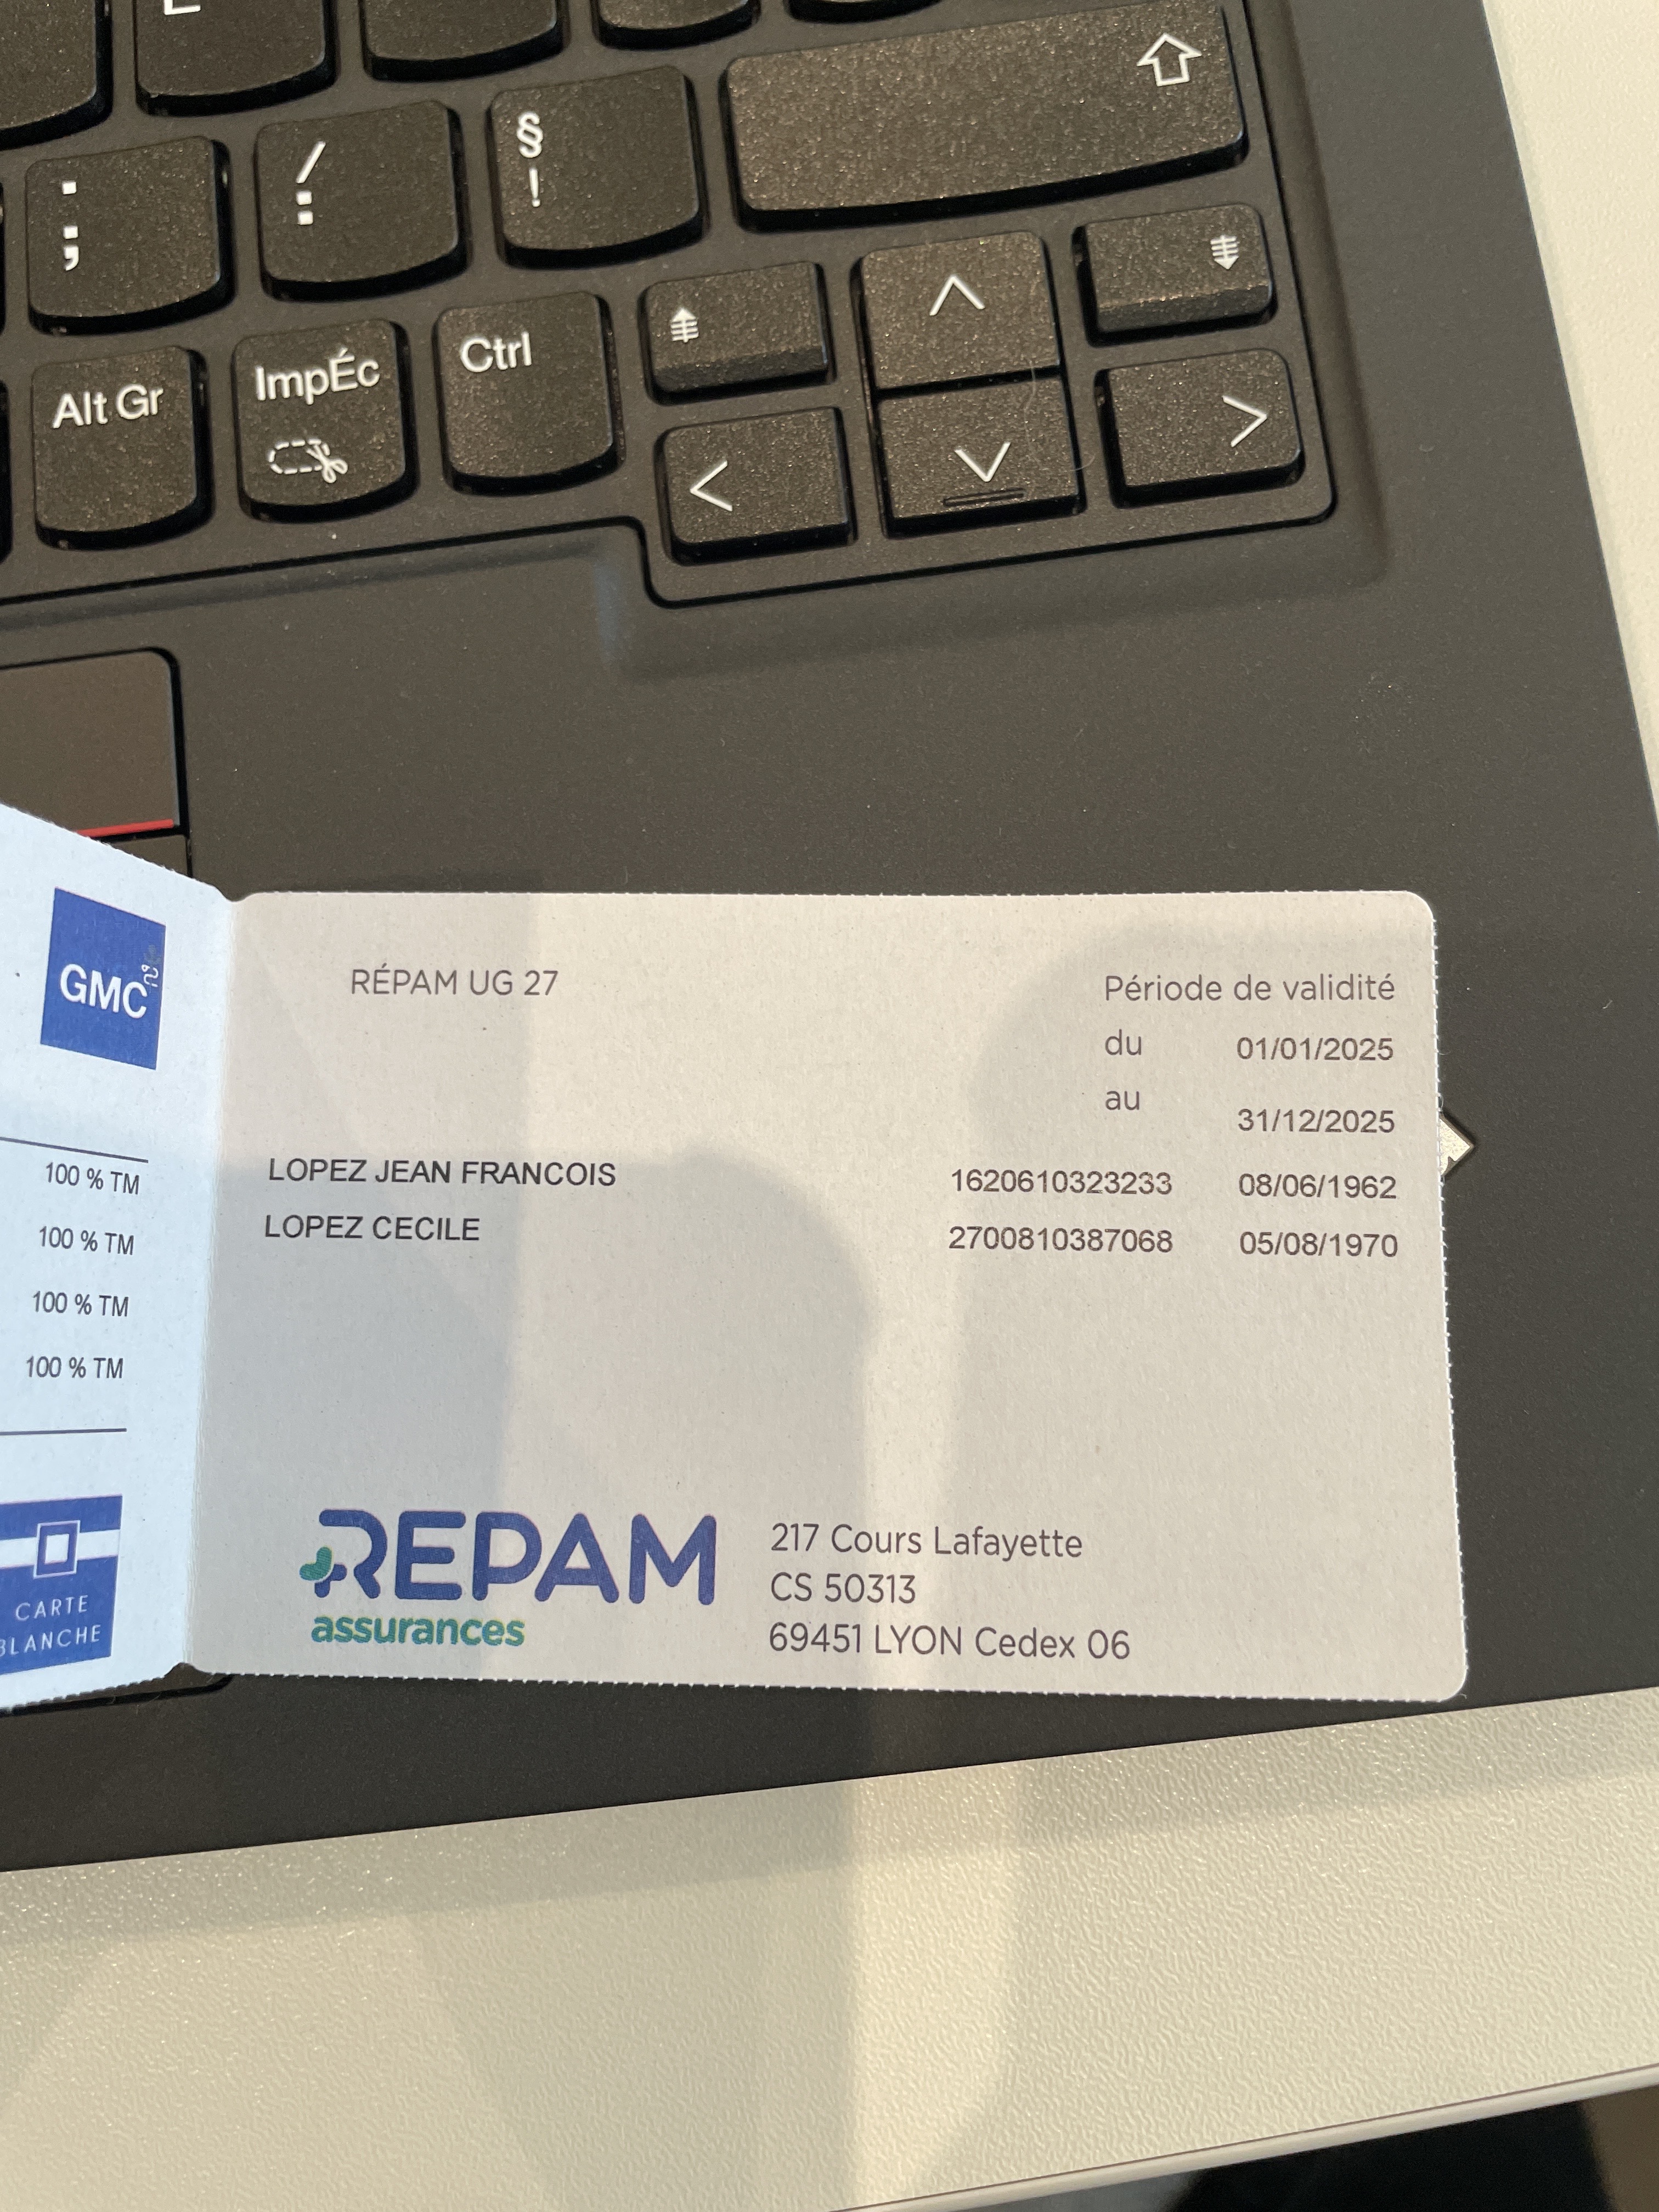 §
!
/
:
.
;
Alt Gr
ImpÉc
Ctrl
GMC
100 % TM
100 % TM
100 % TM
100 % TM
CARTE
BLANCHE
RÉPAM UG 27
Période de validité
du 01/01/2025
au 31/12/2025
LOPEZ JEAN FRANCOIS 1620610323233 08/06/1962
LOPEZ CECILE 2700810387068 05/08/1970
REPAM
assurances
217 Cours Lafayette
CS 50313
69451 LYON Cedex 06